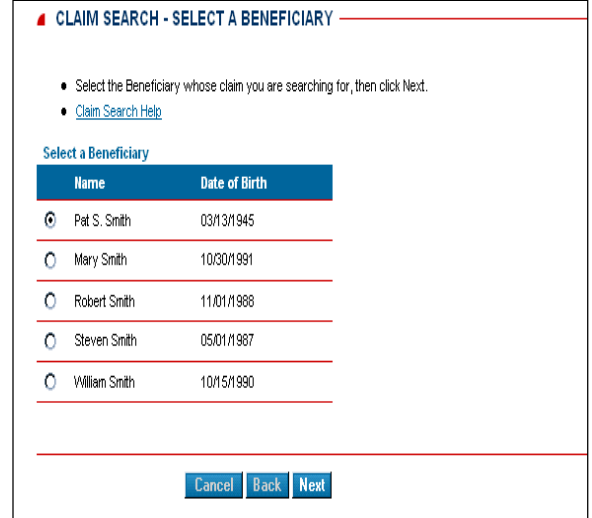 CLAIM SEARCH - SELECT A BENEFICIARY
Select the Beneficiary whose claim you are searching for, then click Next.
Claim Search Help
Select a Beneficiary
Name Date of Birth
Pat S. Smith 03/13/1945
Mary Smith 10/30/1991
Robert Smith 11/01/1988
Steven Smith 05/01/1987
William Smith 10/15/1990
Cancel Back Next